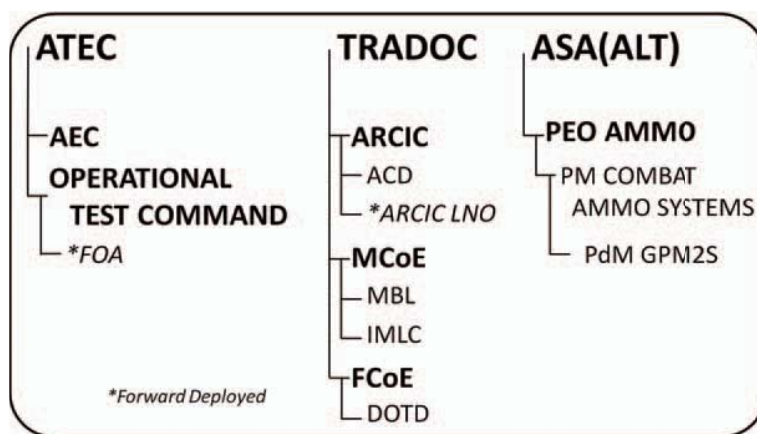 ATEC
AEC
OPERATIONAL
TEST COMMAND
*FOA
*Forward Deployed
TRADOC
ARCIC
ACD
*ARCIC LNO
MCoE
MBL
IMLC
FCoE
DOTD
ASA(ALT)
PEO AMMO
PM COMBAT
AMMO SYSTEMS
PdM GPM2S